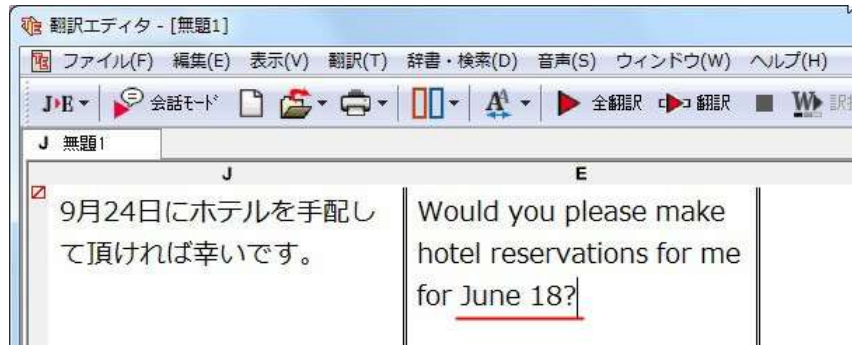 翻訳エディタ - [無題1]
ファイル(F) 編集(E) 表示(V) 翻訳(T) 辞書・検索(D) 音声(S) ウィンドウ(W) ヘルプ(H)
J▸E 会話モード 全翻訳 翻訳
J 無題1
J E
9月24日にホテルを手配し
て頂ければ幸いです。
Would you please make
hotel reservations for me
for June 18?